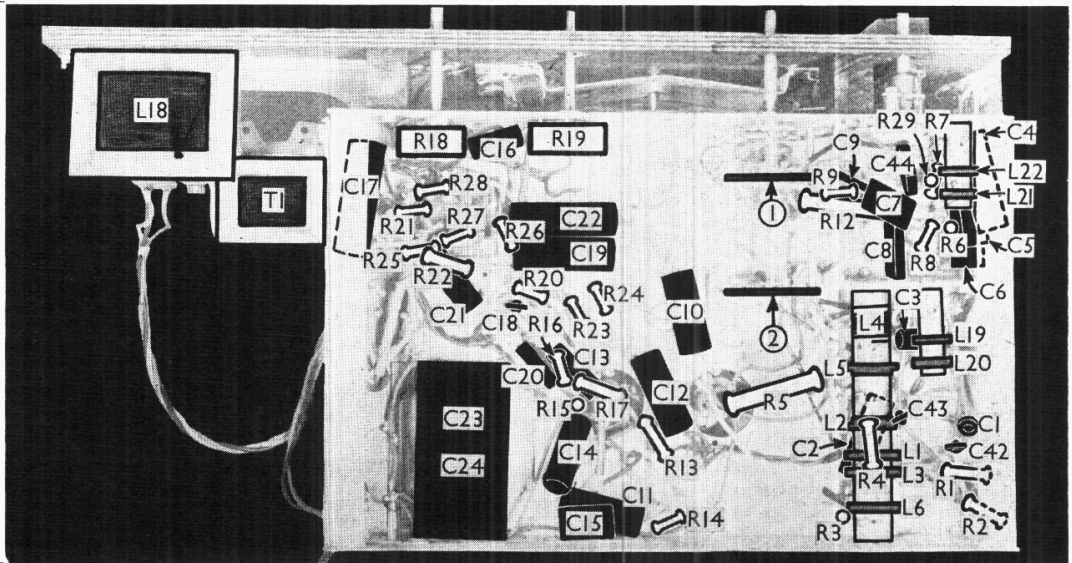 L18
R18
C16
R19
R29
R7
C4
C9
C44
L22
C17
R28
R9
C7
L21
T1
R21
R27
R26
C22
R12
①
R25
R22
C19
C8
R8
R6
C5
C6
C21
R20
R24
C10
C3
C18
R16
R23
②
L4
L19
C20
C13
L5
L20
R15
R17
C12
R5
C23
L2
C43
C1
C14
C2
L1
C42
C24
R13
R4
L3
R1
C11
C15
R14
R3
L6
R2